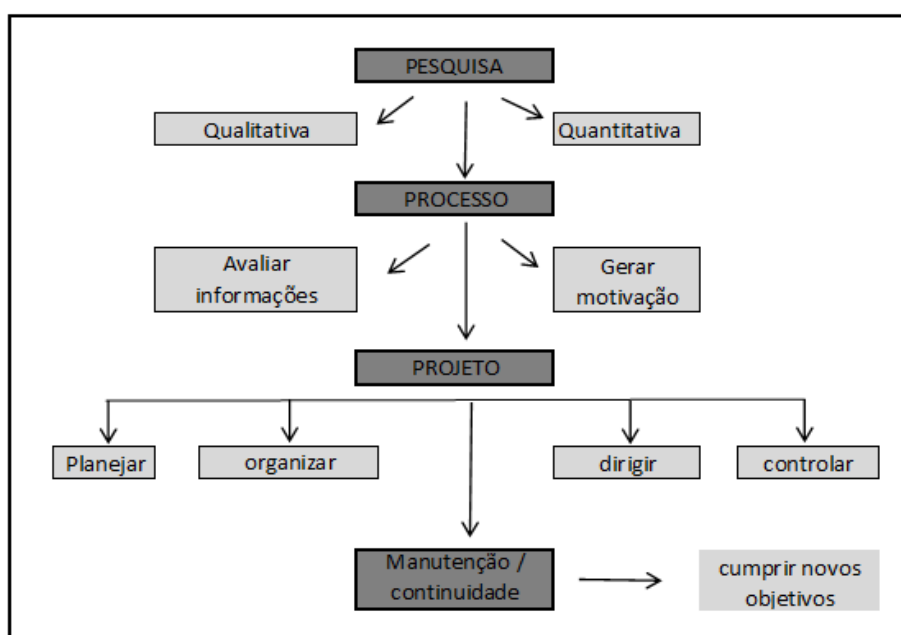 PESQUISA
Qualitativa
Quantitativa
PROCESSO
Avaliar
informações
Gerar
motivação
PROJETO
Planejar
organizar
dirigir
controlar
Manutenção /
continuidade
cumprir novos
objetivos